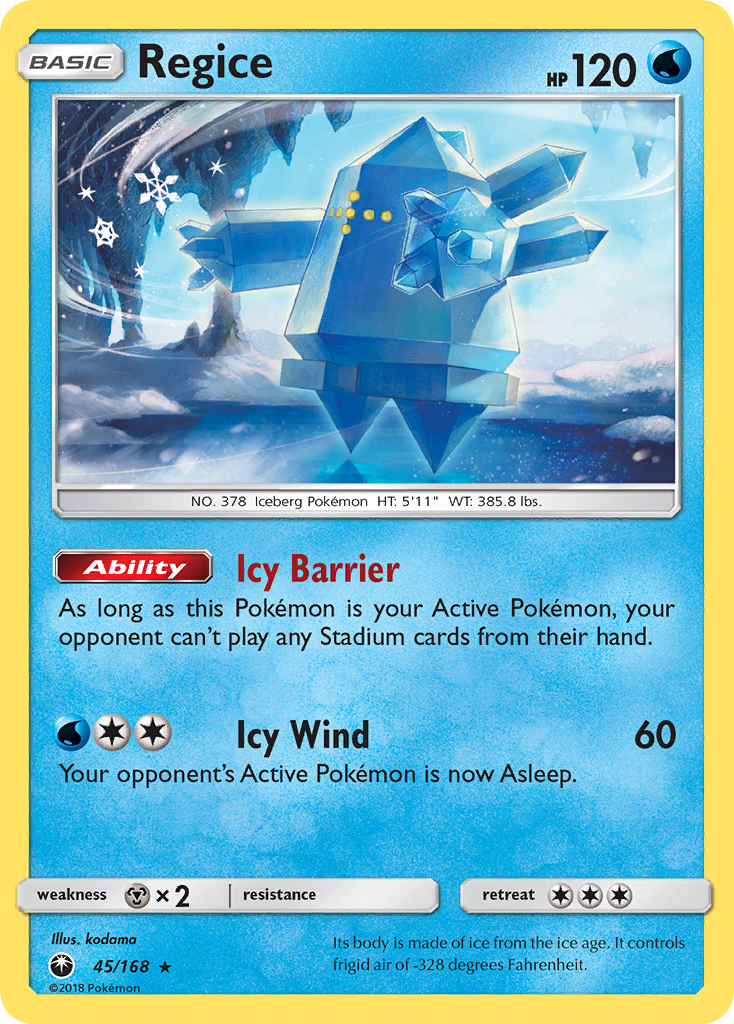 BASIC Regice HP 120
NO. 378 Iceberg Pokémon HT: 5'11" WT: 385.8 lbs.
Ability Icy Barrier
As long as this Pokémon is your Active Pokémon, your
opponent can't play any Stadium cards from their hand.
Icy Wind 60
Your opponent's Active Pokémon is now Asleep.
weakness ×2 resistance retreat
Illus. kodama
45/168 ★
©2018 Pokémon
Its body is made of ice from the ice age. It controls
frigid air of -328 degrees Fahrenheit.